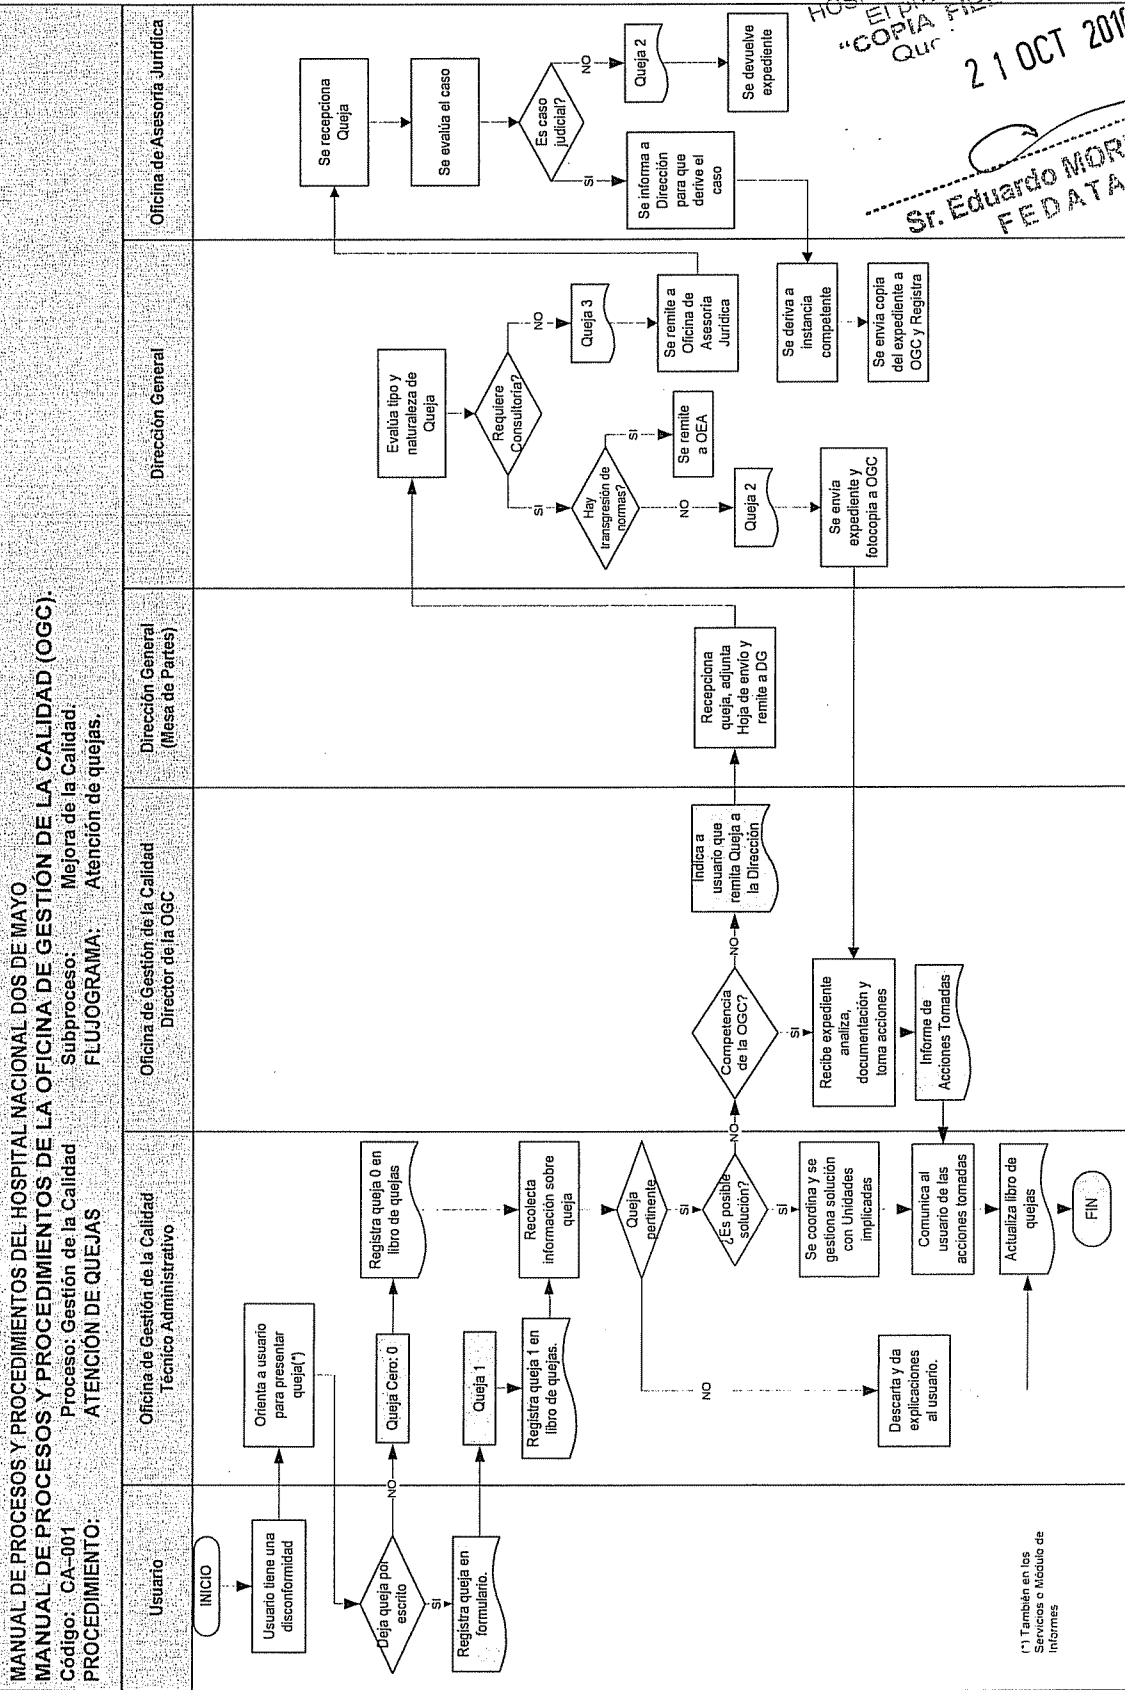 MANUAL DE PROCESOS Y PROCEDIMIENTOS DEL HOSPITAL NACIONAL DOS DE MAYO
MANUAL DE PROCESOS Y PROCEDIMIENTOS DE LA OFICINA DE GESTION DE LA CALIDAD (OGC).
Código: CA-001 Proceso: Gestión de la Calidad Subproceso: Mejora de la Calidad.
PROCEDIMIENTO: ATENCIÓN DE QUEJAS FLUJOGRAMA: Atención de quejas.
Usuario
Oficina de Gestión de la Calidad
Técnico Administrativo
Oficina de Gestión de la Calidad
Director de la OGC
Dirección General
(Mesa de Partes)
Dirección General
Oficina de Asesoría Jurídica
INICIO
Usuario tiene una
disconformidad
Deja queja por
escrito
NO
SI
Registra queja en
formulario.
(*) También en los
Servicios o Módulo de
Informes
Orienta a usuario
para presentar
queja(*)
Queja Cero: 0
Registra queja 0 en
libro de quejas
Queja 1
Registra queja 1 en
libro de quejas.
Recolecta
información sobre
queja
Queja
pertinente
SI
NO
¿Es posible
solución?
NO
SI
Se coordina y se
gestiona solución
con Unidades
implicadas
Descarta y da
explicaciones
al usuario.
Comunica al
usuario de las
acciones tomadas
Actualiza libro de
quejas
FIN
Competencia
de la OGC?
NO
SI
Indica a
usuario que
remita Queja a
la Dirección
Recibe expediente
analiza,
documentación y
toma acciones
Informe de
Acciones Tomadas
Recepciona
queja, adjunta
Hoja de envío y
remite a DG
Evalúa tipo y
naturaleza de
Queja
Requiere
Consultoría?
SI
NO
Hay
transgresión de
normas?
SI
NO
Se remite
a OEA
Queja 2
Se envía
expediente y
fotocopia a OGC
Queja 3
Se remite a
Oficina de
Asesoría
Jurídica
Se deriva a
instancia
competente
Se envia copia
del expediente a
OGC y Registra
Se recepciona
Queja
Se evalúa el caso
Es caso
judicial?
SI
NO
Se informa a
Dirección
para que
derive el
caso
Queja 2
Se devuelve
expediente
"COPIA
21 OCT 2010
Sr. Eduardo MOR
FEDATA